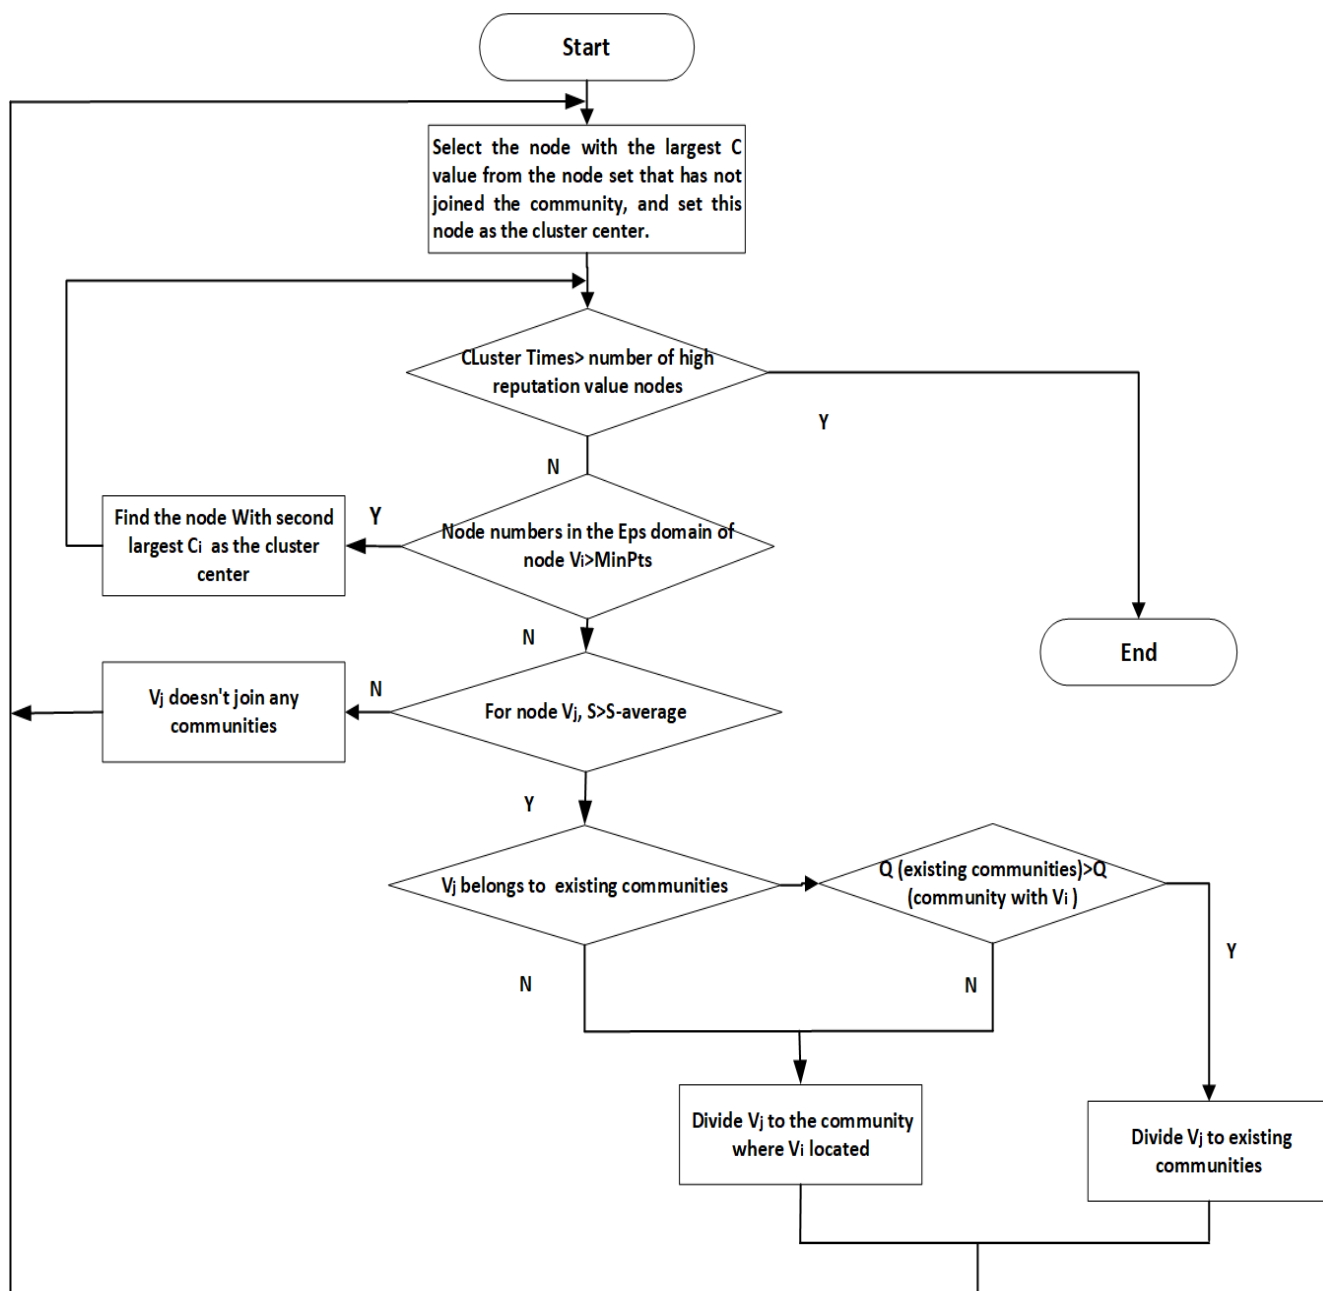 Start
Select the node with the largest C
value from the node set that has not
joined the community, and set this
node as the cluster center.
CLuster Times> number of high
reputation value nodes
Y
N
Find the node With second
largest Ci as the cluster
center
Y
Node numbers in the Eps domain of
node Vi>MinPts
N
End
Vj doesn't join any
communities
N
For node Vj, S>S-average
Y
Vj belongs to existing communities
Q (existing communities)>Q
(community with Vi )
Y
N
N
Divide Vj to the community
where Vi located
Divide Vj to existing
communities